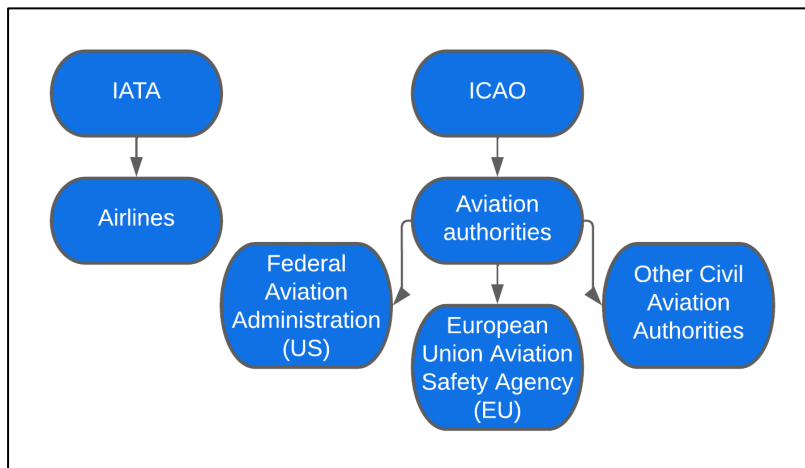 IATA
ICAO
Airlines
Aviation
authorities
Federal
Aviation
Administration
(US)
European
Union Aviation
Safety Agency
(EU)
Other Civil
Aviation
Authorities